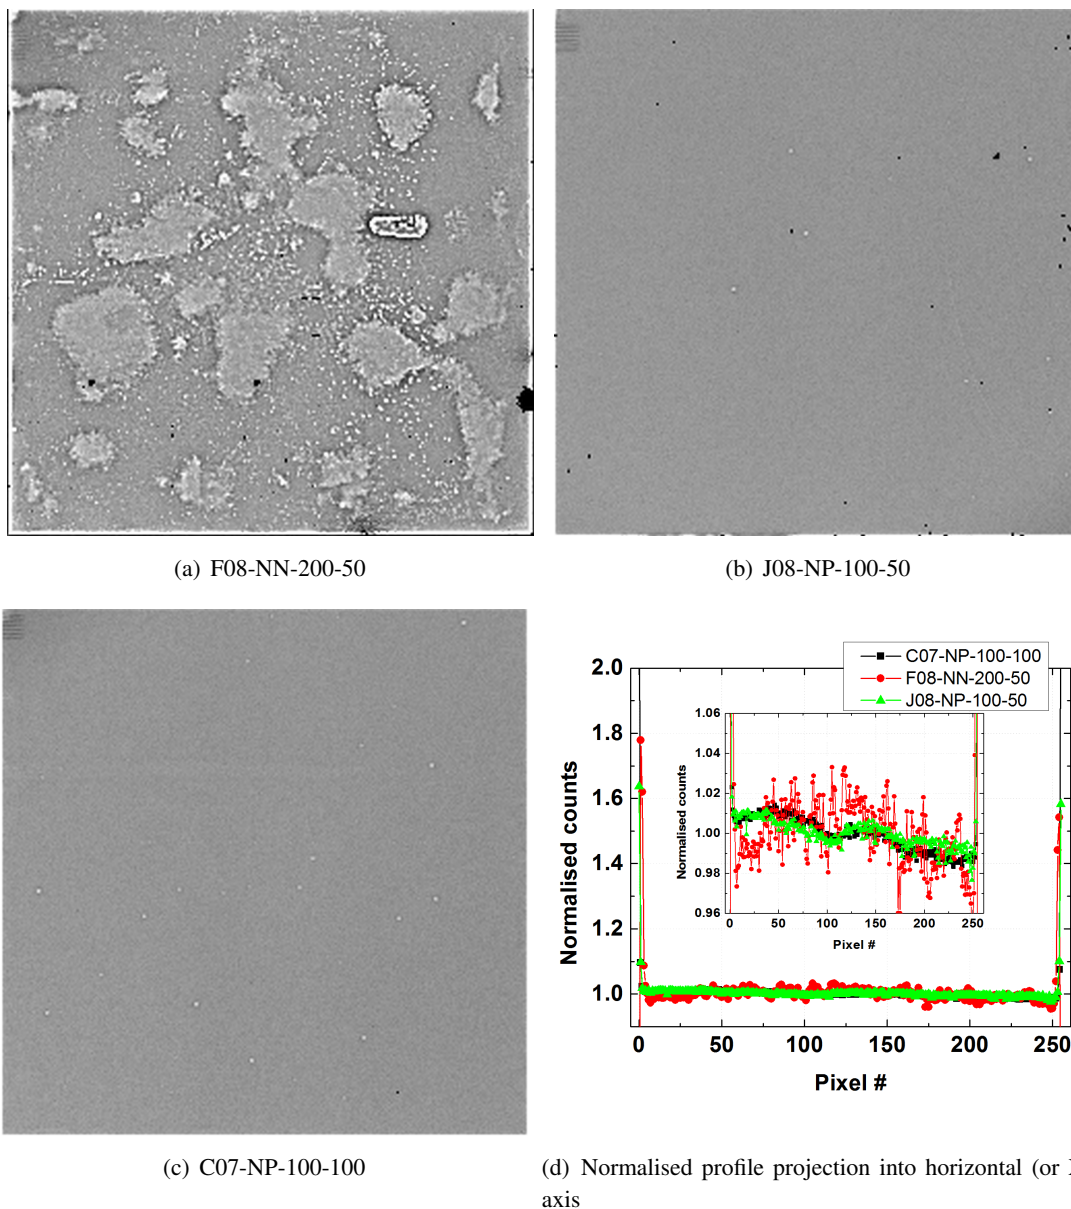 (a) F08-NN-200-50
(b) J08-NP-100-50
(c) C07-NP-100-100
C07-NP-100-100
F08-NN-200-50
J08-NP-100-50
2.0
1.8
1.6
1.4
1.2
1.0
Normalised counts
0
50
100
150
200
250
Pixel #
1.06
1.04
1.02
1.00
0.98
0.96
Normalised counts
0
50
100
150
200
250
Pixel #
(d) Normalised profile projection into horizontal (or
axis